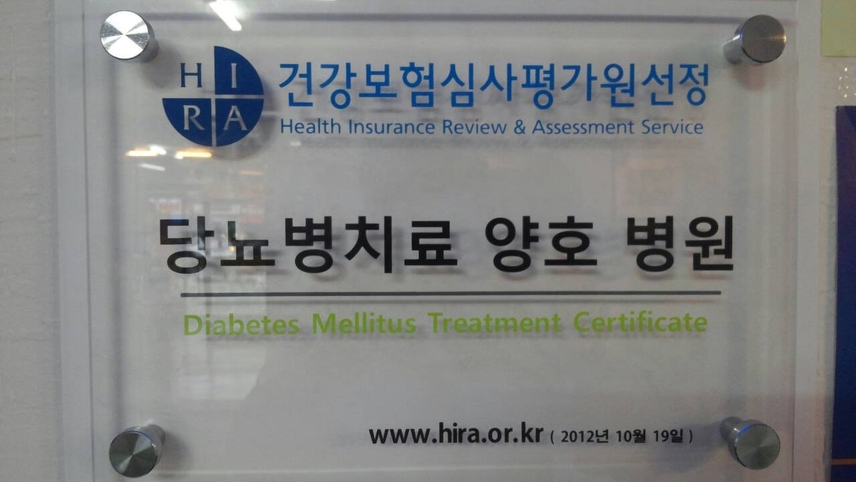 HIRA
건강보험심사평가원선정
Health Insurance Review & Assessment Service
당뇨병치료 양호 병원
Diabetes Mellitus Treatment Certificate
www.hira.or.kr ( 2012년 10월 19일 )